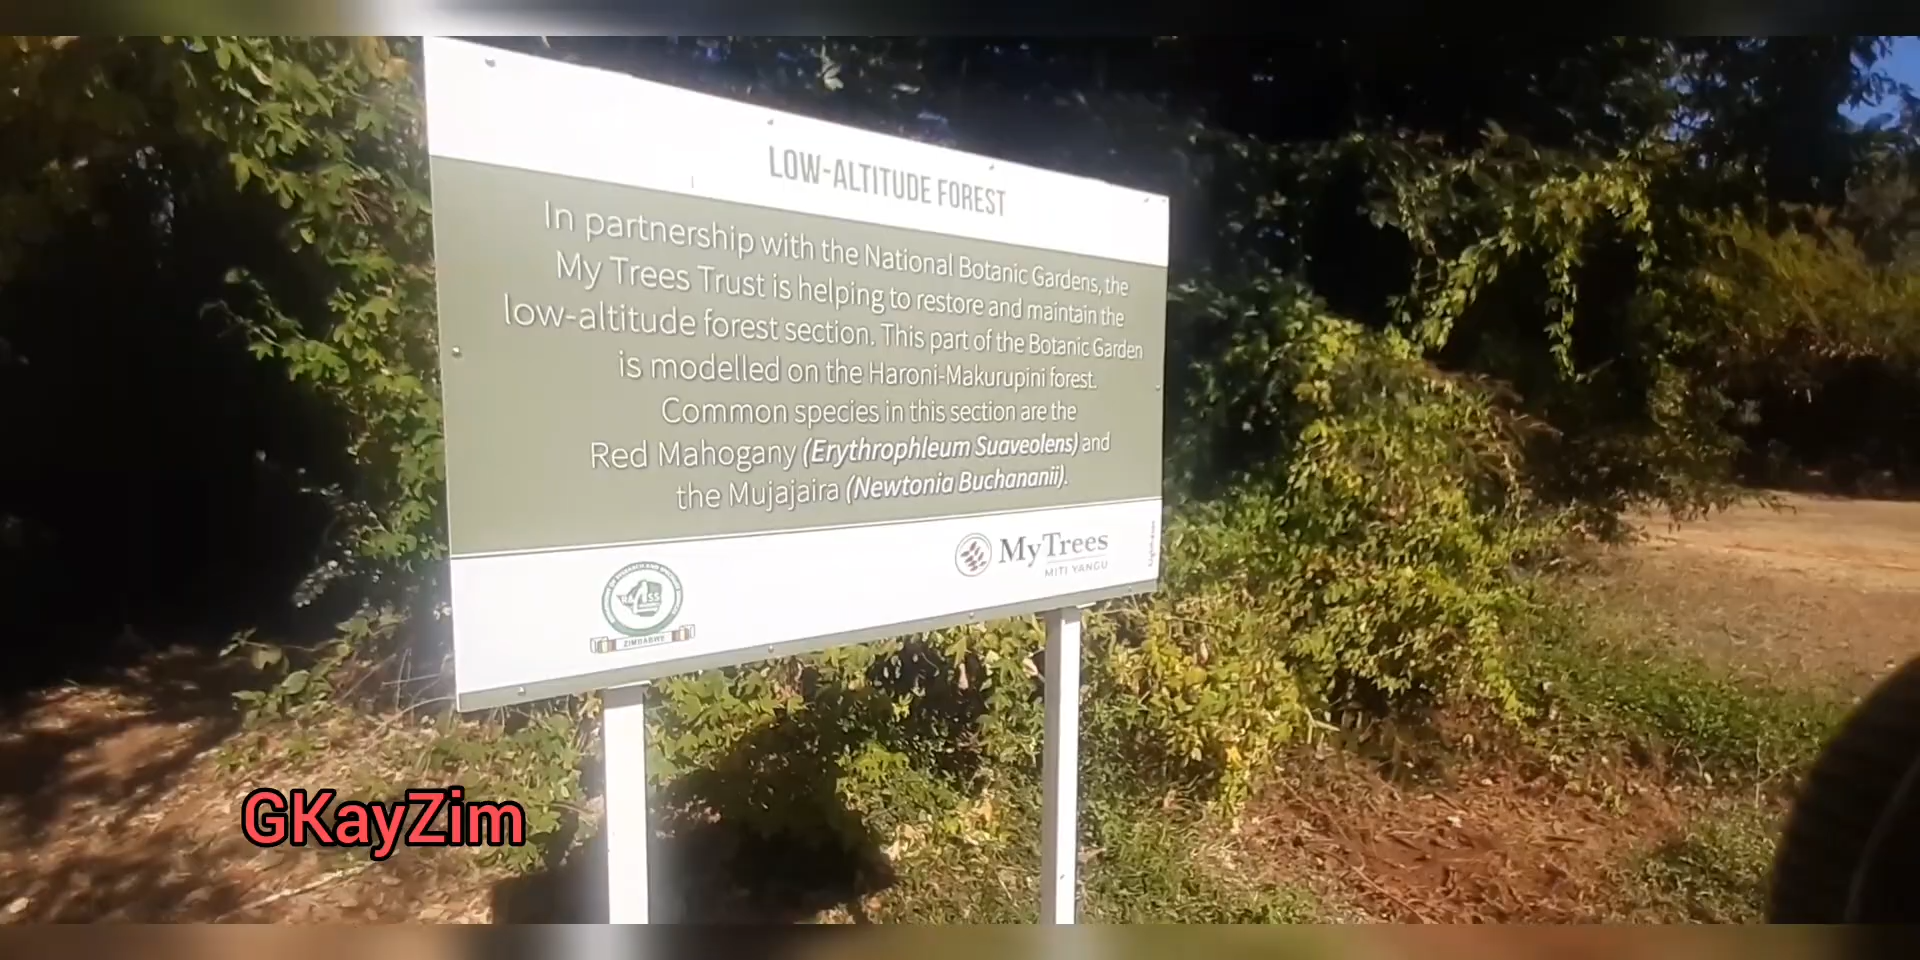 LOW-ALTITUDE FOREST
In partnership with the National Botanic Gardens, the
My Trees Trust is helping to restore and maintain the
low-altitude forest section. This part of the Botanic Garden
is modelled on the Haroni-Makurupini forest.
Common species in this section are the
Red Mahogany (Erythrophleum Suaveolens) and
the Mujajaira (Newtonia Buchananii).
My Trees
MITI YANGU
ZIMBABWE
GKayZim